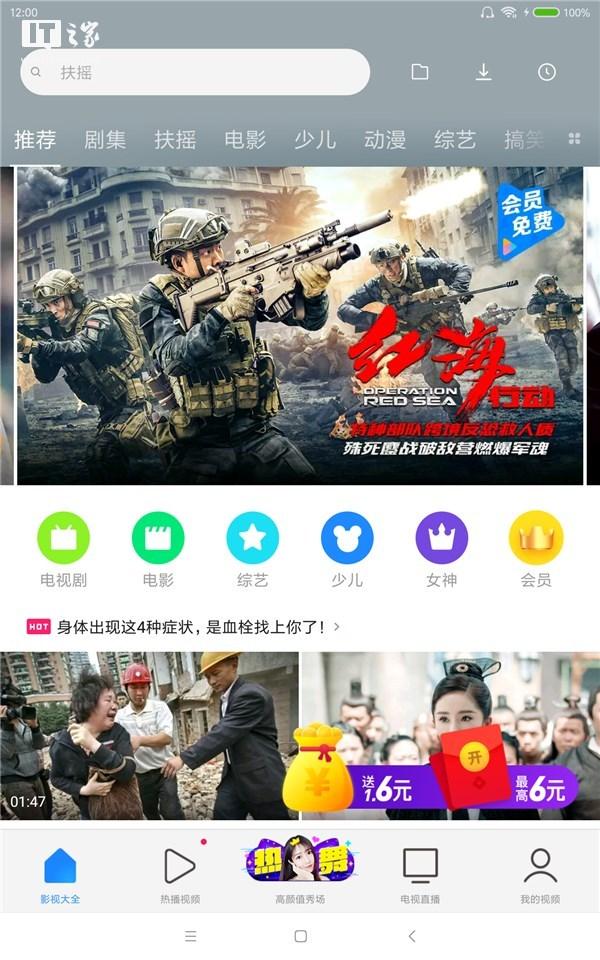 12:00
100%
IT之家
扶摇
推荐 剧集 扶摇 电影 少儿 动漫 综艺 搞笑
会员
免费
红海行动
OPERATION
RED SEA
特种部队跨境反恐救人质
殊死鏖战破敌营燃爆军魂
电视剧 电影 综艺 少儿 女神 会员
HOT 身体出现这4种症状，是血栓找上你了！
01:47
送1.6元
开
最高6元
热舞
影视大全 热播视频 高颜值秀场 电视直播 我的视频